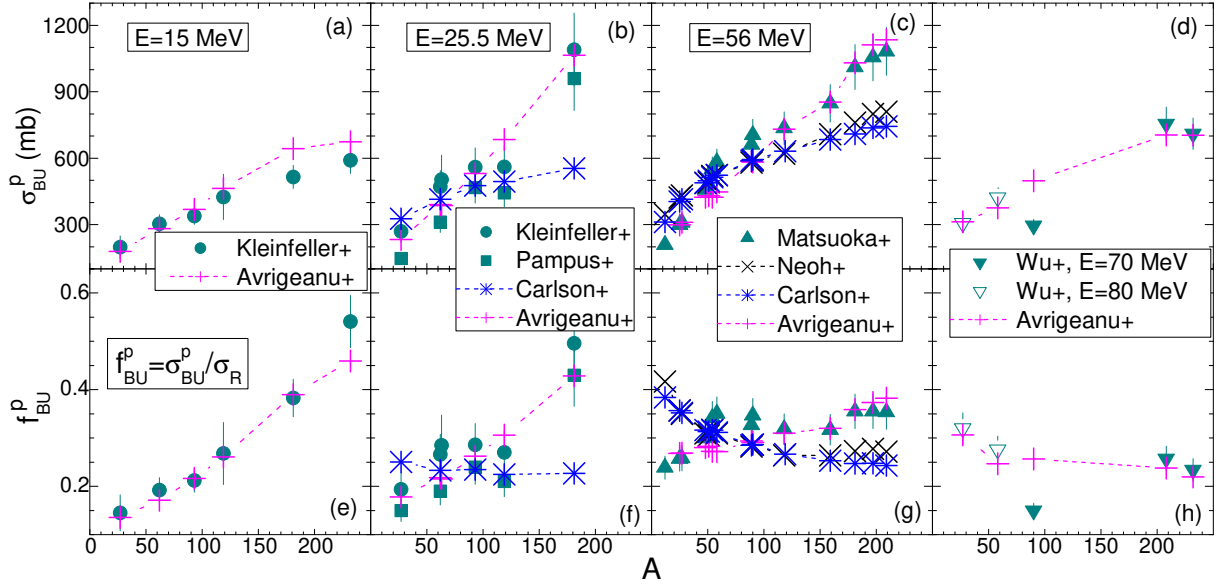 1200
900
600
300
σ^p_BU (mb)
E=15 MeV
(a)
E=25.5 MeV
(b)
E=56 MeV
(c)
(d)
Kleinfeller+
Avrigeanu+
Kleinfeller+
Pampus+
Carlson+
Avrigeanu+
Matsuoka+
Neoh+
Carlson+
Avrigeanu+
Wu+, E=70 MeV
Wu+, E=80 MeV
Avrigeanu+
0.6
0.4
0.2
f^p_BU
f^p_BU=σ^p_BU/σ_R
(e)
(f)
(g)
(h)
0 50 100 150 200
50 100 150 200
50 100 150 200
50 100 150 200
A